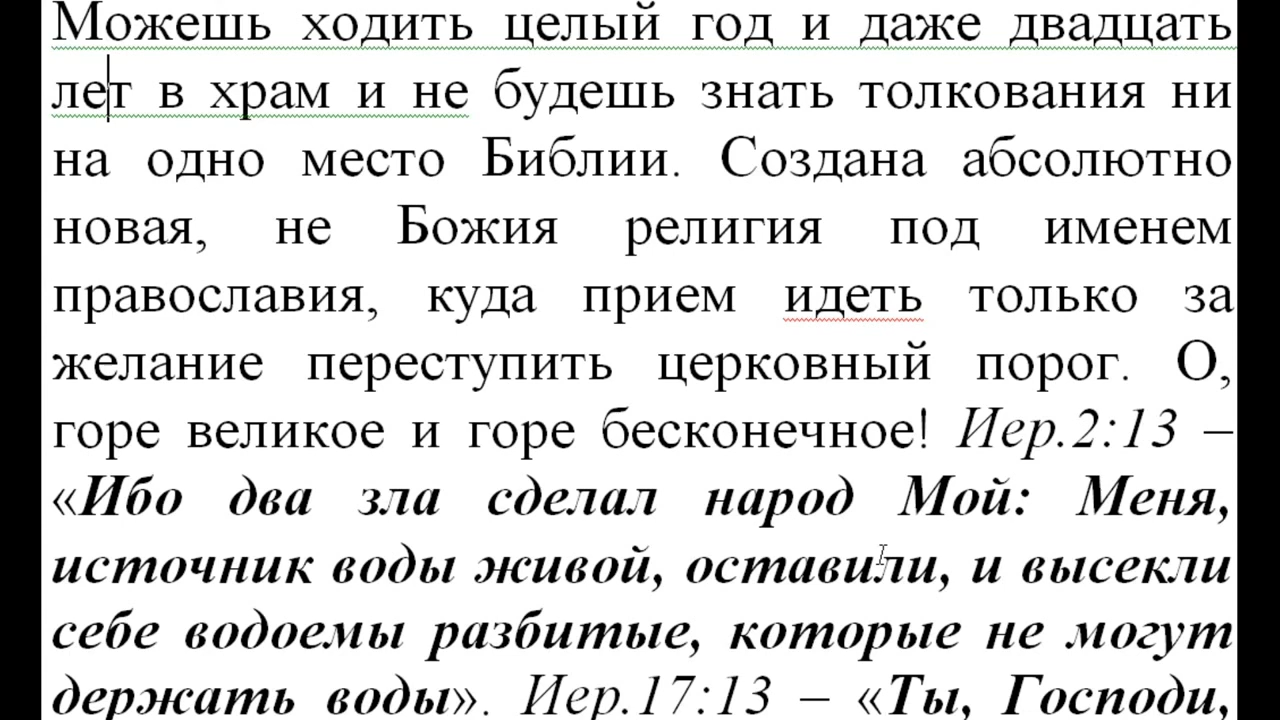 Можешь ходить целый год и даже двадцать
лет в храм и не будешь знать толкования ни
на одно место Библии. Создана абсолютно
новая, не Божия религия под именем
православия, куда прием идеть только за
желание переступить церковный порог. О,
горе великое и горе бесконечное! Иер.2:13 –
«Ибо два зла сделал народ Мой: Меня,
источник воды живой, оставили, и высекли
себе водоемы разбитые, которые не могут
держать воды». Иер.17:13 – «Ты, Господи,